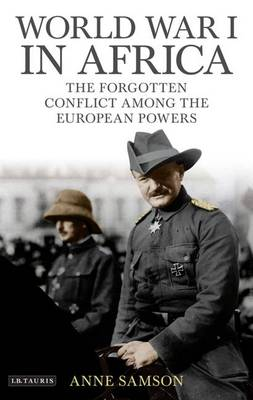 WORLD WAR I
IN AFRICA
THE FORGOTTEN
CONFLICT AMONG THE
EUROPEAN POWERS
I.B.TAURIS
ANNE SAMSON